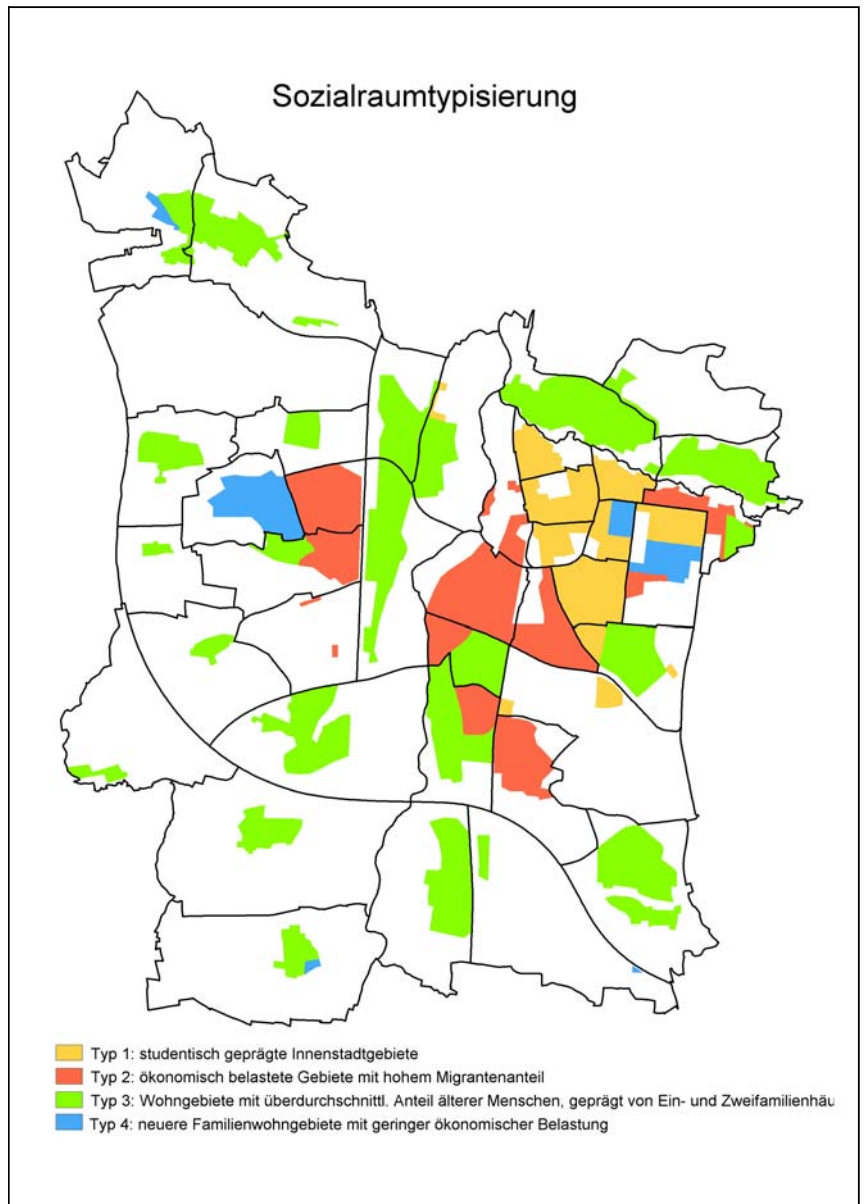 Sozialraumtypisierung
Typ 1: studentisch geprägte Innenstadtgebiete
Typ 2: ökonomisch belastete Gebiete mit hohem Migrantenanteil
Typ 3: Wohngebiete mit überdurchschnittl. Anteil älterer Menschen, geprägt von Ein- und Zweifamilienhäu
Typ 4: neuere Familienwohngebiete mit geringer ökonomischer Belastung